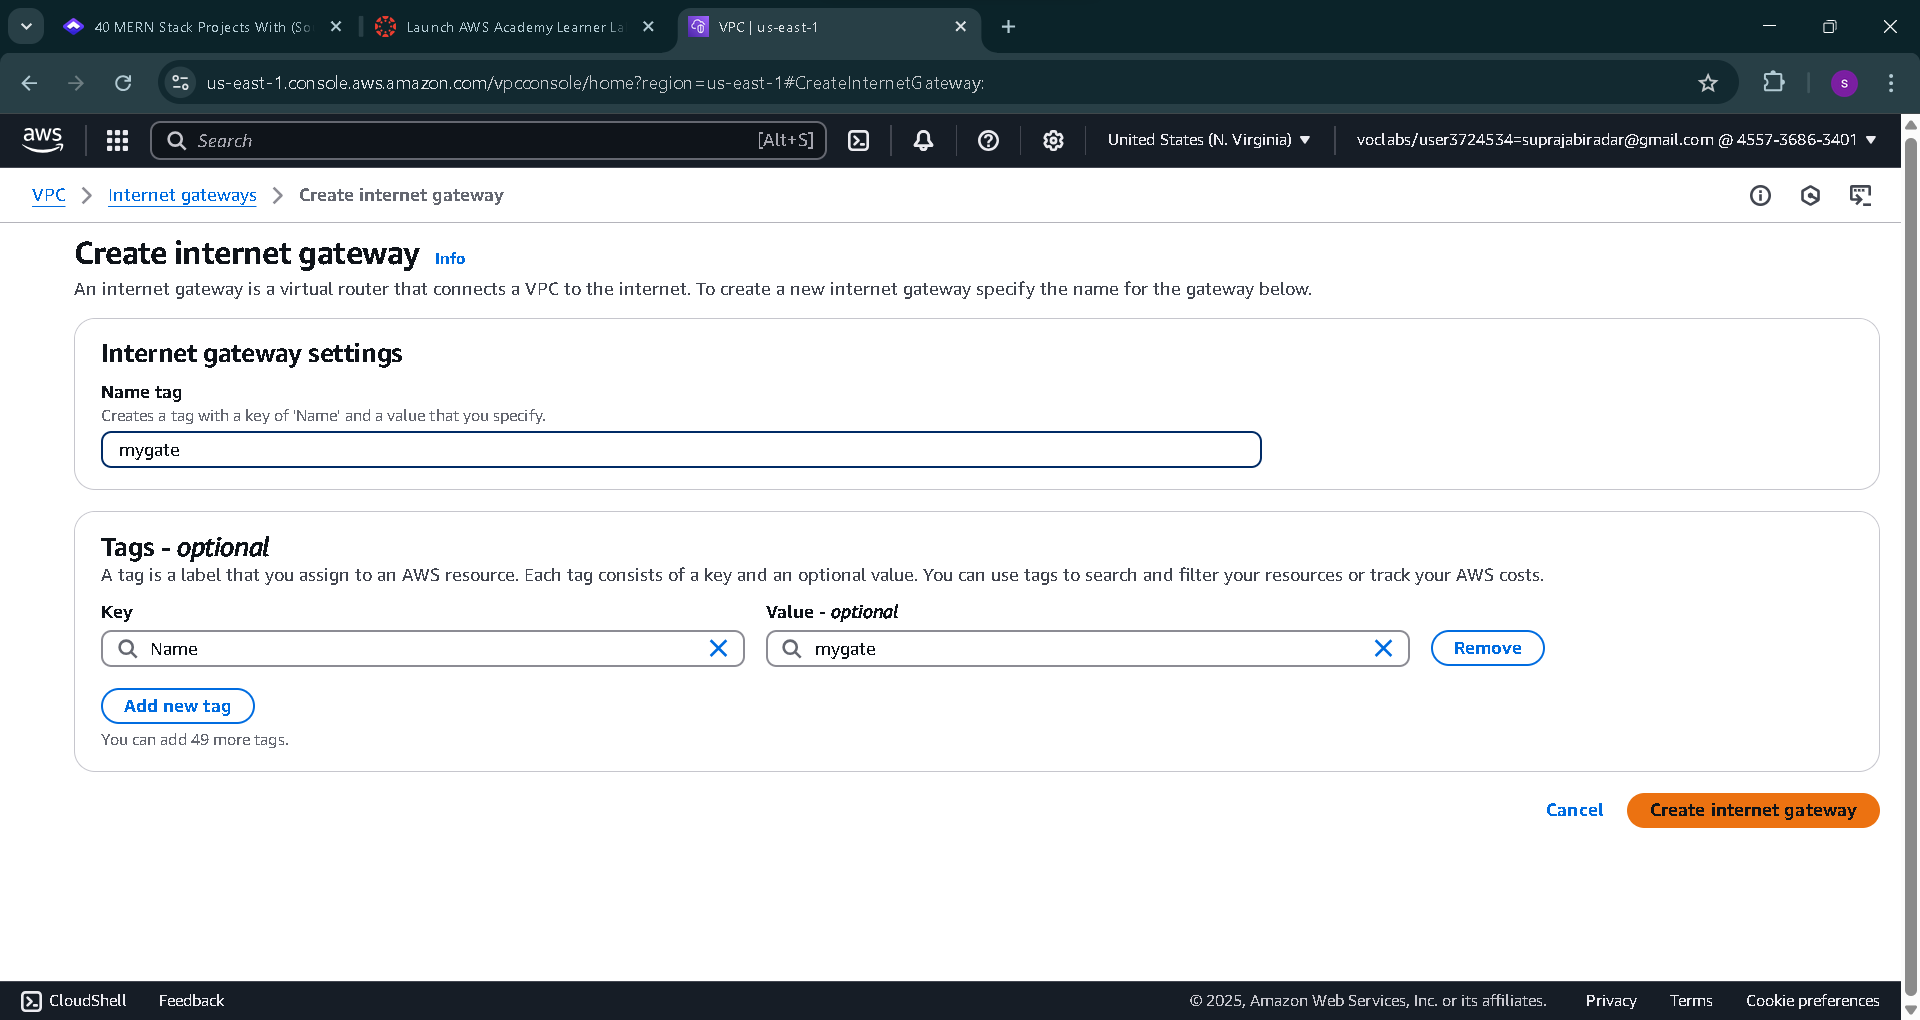 40 MERN Stack Projects With (So
Launch AWS Academy Learner La
VPC | us-east-1
us-east-1.console.aws.amazon.com/vpcconsole/home?region=us-east-1#CreateInternetGateway:
S
aws
Search
[Alt+S]
United States (N. Virginia)
voclabs/user3724534=suprajabiradar@gmail.com @ 4557-3686-3401
VPC
Internet gateways
Create internet gateway
Create internet gateway Info
An internet gateway is a virtual router that connects a VPC to the internet. To create a new internet gateway specify the name for the gateway below.
Internet gateway settings
Name tag
Creates a tag with a key of 'Name' and a value that you specify.
mygate
Tags - optional
A tag is a label that you assign to an AWS resource. Each tag consists of a key and an optional value. You can use tags to search and filter your resources or track your AWS costs.
Key
Value - optional
Name
mygate
Remove
Add new tag
You can add 49 more tags.
Cancel
Create internet gateway
CloudShell
Feedback
© 2025, Amazon Web Services, Inc. or its affiliates.
Privacy
Terms
Cookie preferences